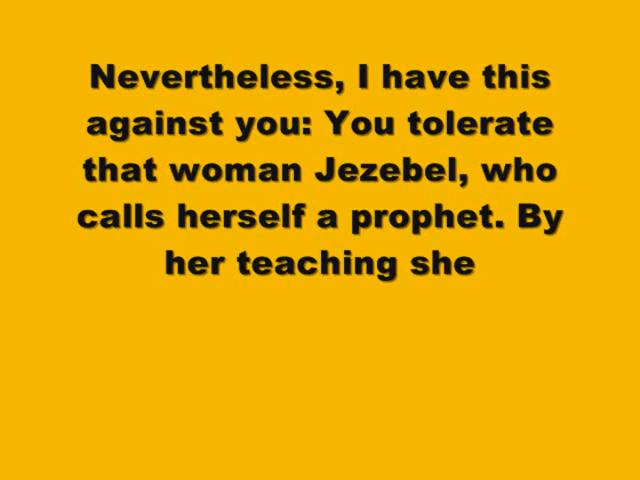 Nevertheless, I have this
against you: You tolerate
that woman Jezebel, who
calls herself a prophet. By
her teaching she